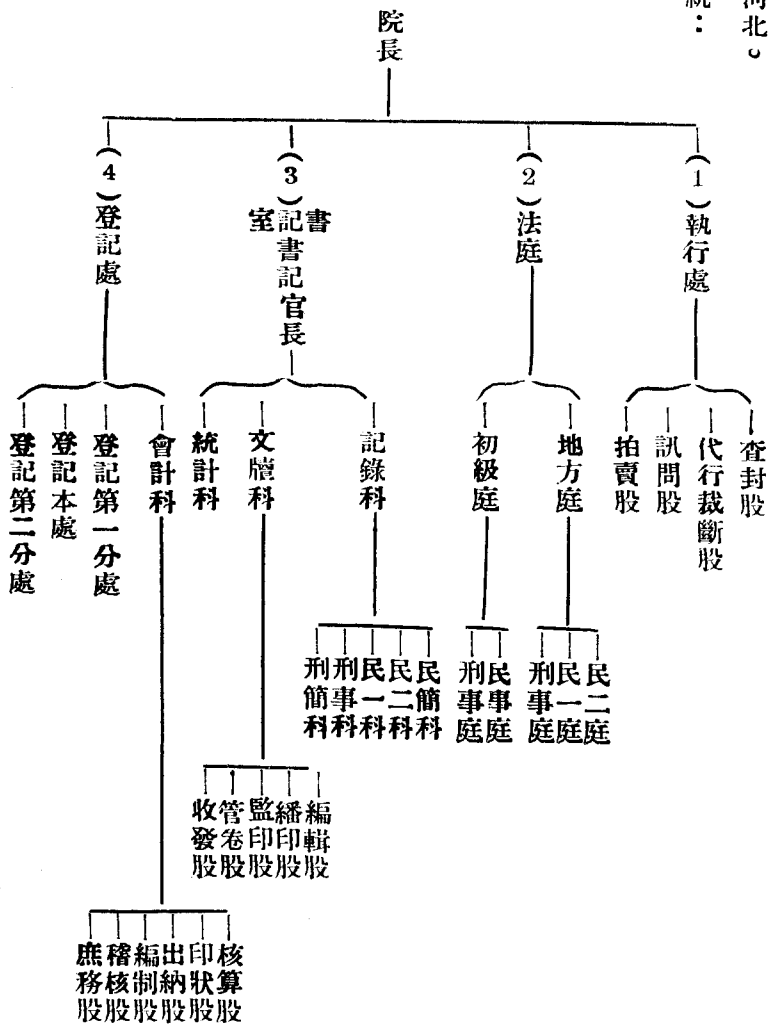 河北。
統：
院長
（1）執行處
（2）法庭
（3）書記室書記官長
（4）登記處
查封股
代行裁斷股
訊問股
拍賣股
地方庭
初級庭
記錄科
文牘科
統計科
會計科
登記第一分處
登記本處
登記第二分處
民二庭
民一庭
刑事庭
民事庭
刑事庭
民簡科
民二科
民一科
刑事科
刑簡科
編輯股
繙印股
監印股
管卷股
收發股
核算股
印狀股
出納股
編制股
稽核股
庶務股